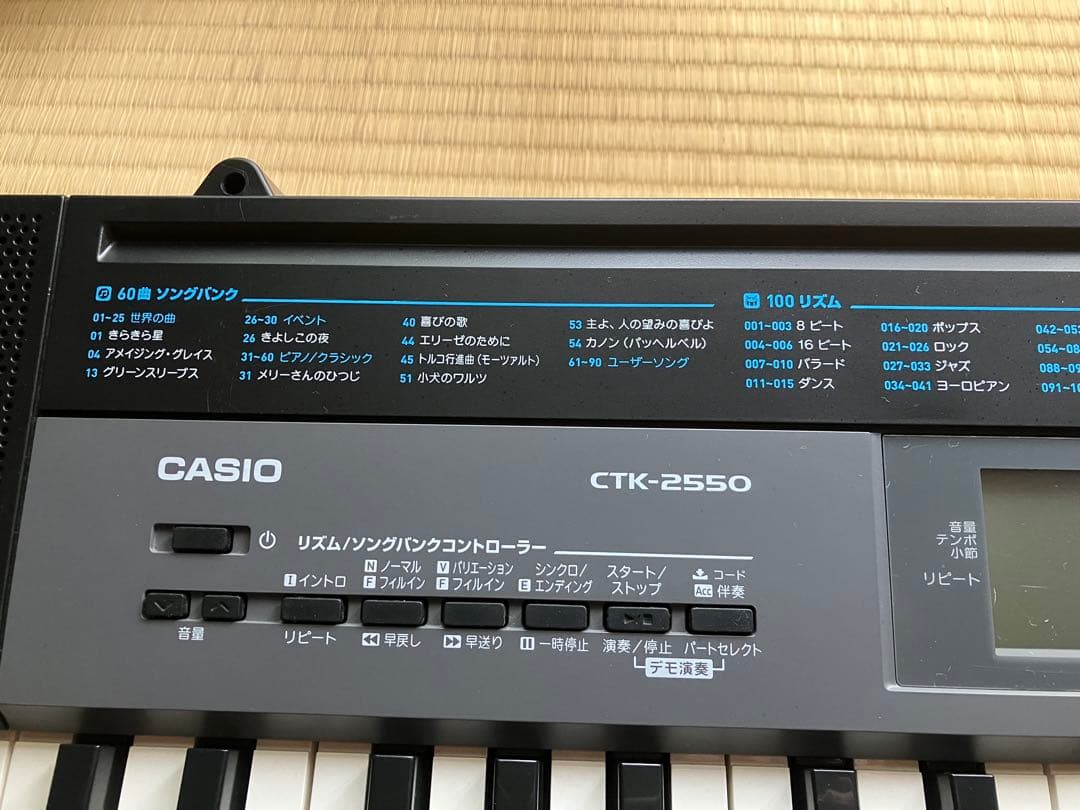 60曲 ソングバンク
01~25 世界の曲
01 きらきら星
04 アメイジング・グレイス
13 グリーンスリーブス
26~30 イベント
26 きよしこの夜
31~60 ピアノ/クラシック
31 メリーさんのひつじ
40 喜びの歌
44 エリーゼのために
45 トルコ行進曲(モーツァルト)
51 小犬のワルツ
53 主よ、人の望みの喜びよ
54 カノン(パッヘルベル)
61~90 ユーザーソング
100 リズム
001~003 8 ビート
004~006 16 ビート
007~010 バラード
011~015 ダンス
016~020 ポップス
021~026 ロック
027~033 ジャズ
034~041 ヨーロピアン
042~053
054~08
088~09
091~10
CASIO
CTK-2550
リズム/ソングバンクコントローラー
I イントロ
N ノーマル
F フィルイン
V バリエーション
F フィルイン
シンクロ/
E エンディング
スタート/
ストップ
コード
Acc 伴奏
音量
リピート
早戻し
早送り
一時停止
演奏/停止
パートセレクト
デモ演奏
音量
テンポ
小節
リピート